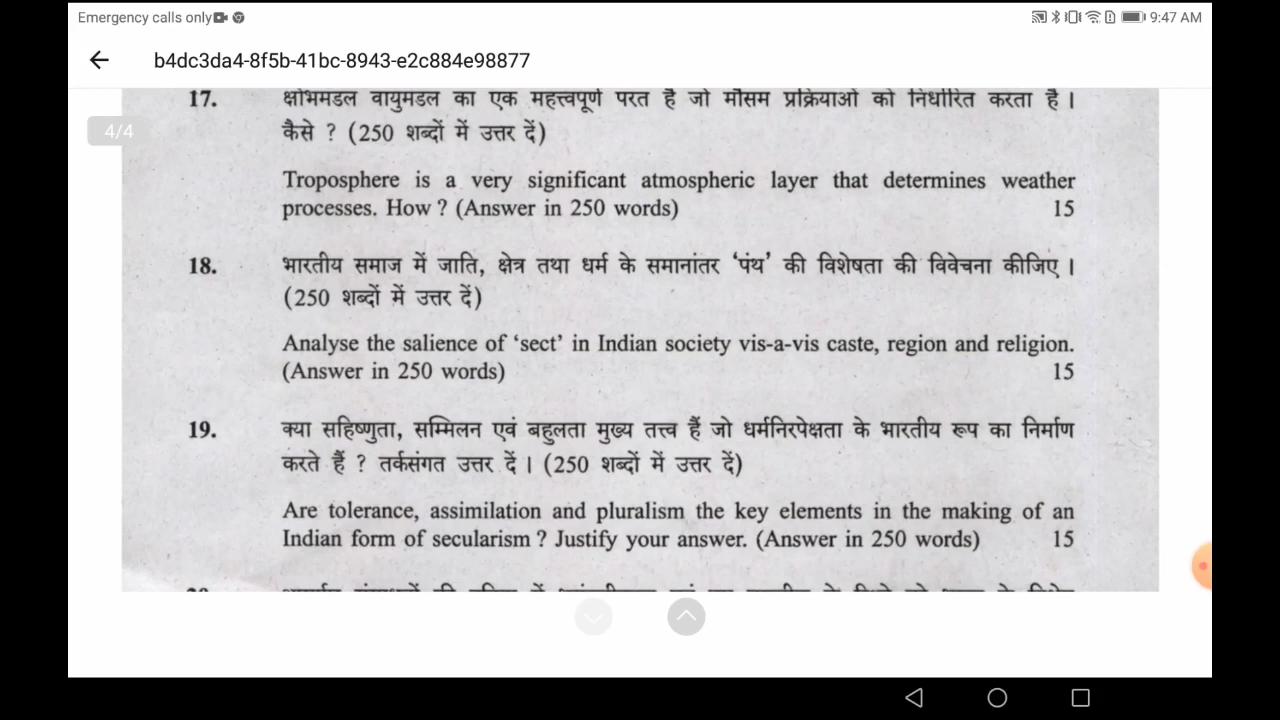 Emergency calls only
9:47 AM
b4dc3da4-8f5b-41bc-8943-e2c884e98877
4/4
17. क्षोभमंडल वायुमंडल का एक महत्त्वपूर्ण परत है जो मौसम प्रक्रियाओं को निर्धारित करता है ।
कैसे ? (250 शब्दों में उत्तर दें)
Troposphere is a very significant atmospheric layer that determines weather
processes. How ? (Answer in 250 words) 15
18. भारतीय समाज में जाति, क्षेत्र तथा धर्म के समानांतर ‘पंथ’ की विशेषता की विवेचना कीजिए ।
(250 शब्दों में उत्तर दें)
Analyse the salience of ‘sect’ in Indian society vis-a-vis caste, region and religion.
(Answer in 250 words) 15
19. क्या सहिष्णुता, सम्मिलन एवं बहुलता मुख्य तत्त्व हैं जो धर्मनिरपेक्षता के भारतीय रूप का निर्माण
करते हैं ? तर्कसंगत उत्तर दें । (250 शब्दों में उत्तर दें)
Are tolerance, assimilation and pluralism the key elements in the making of an
Indian form of secularism ? Justify your answer. (Answer in 250 words) 15